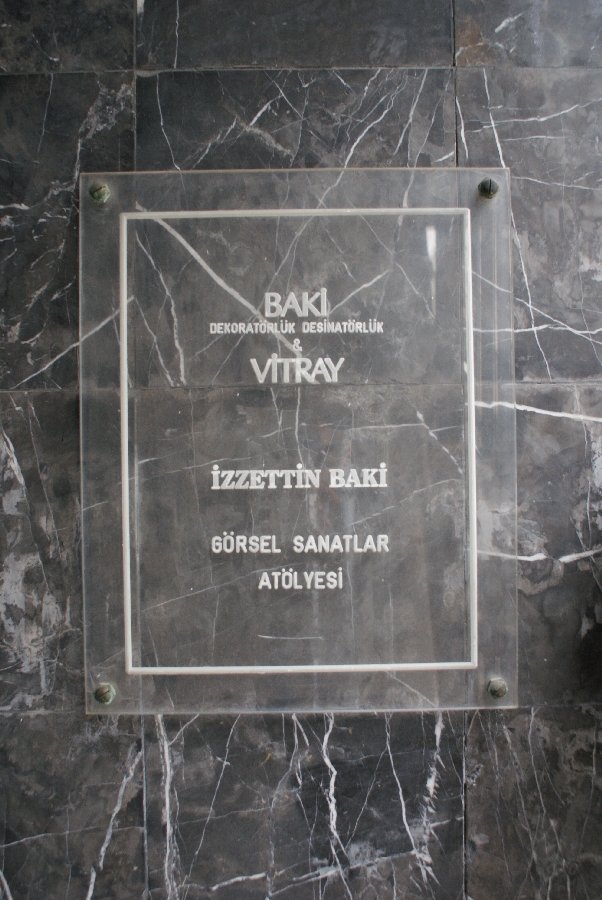 BAKİ
DEKORATÖRLÜK DESİNATÖRLÜK
&
VİTRAY
İZZETTİN BAKİ
GÖRSEL SANATLAR
ATÖLYESİ